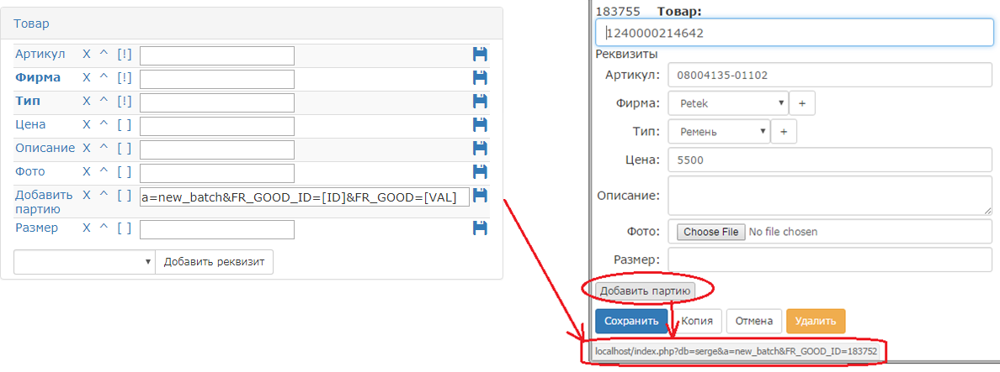 Товар
Артикул X ^ [!]
Фирма X ^ [!]
Тип X ^ [!]
Цена X ^ [ ]
Описание X ^ [ ]
Фото X ^ [ ]
Добавить партию X ^ [ ] a=new_batch&FR_GOOD_ID=[ID]&FR_GOOD=[VAL]
Размер X ^ [ ]
Добавить реквизит
183755 Товар:
1240000214642
Реквизиты
Артикул: 08004135-01102
Фирма: Petek +
Тип: Ремень +
Цена: 5500
Описание:
Фото: Choose File No file chosen
Размер:
Добавить партию
Сохранить Копия Отмена Удалить
localhost/index.php?db=serge&a=new_batch&FR_GOOD_ID=183752